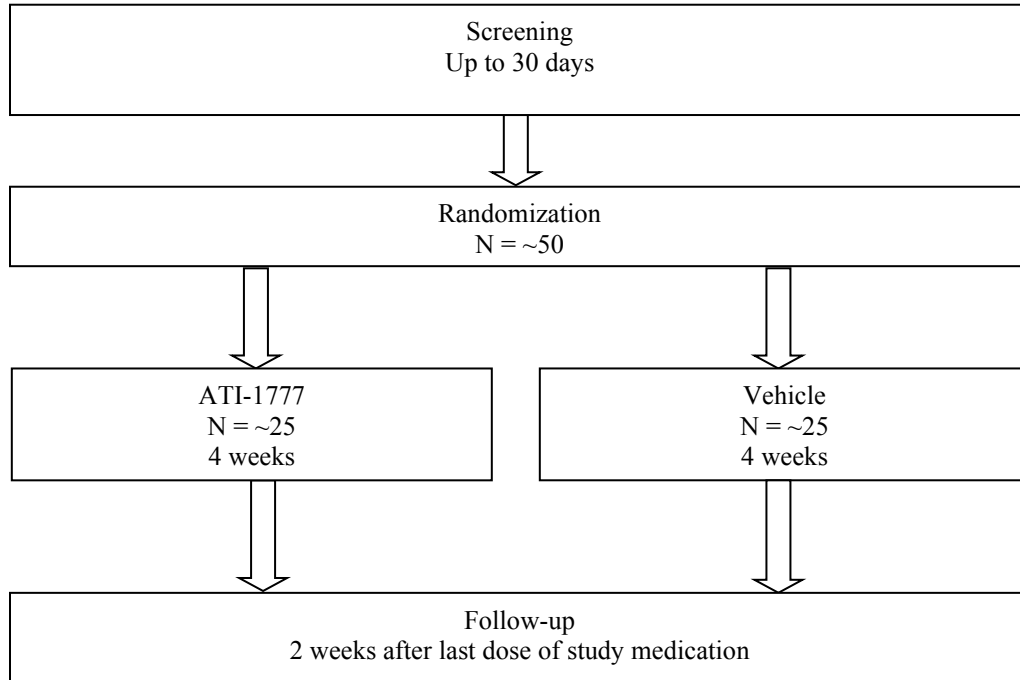 Screening
Up to 30 days
Randomization
N = ~50
ATI-1777
N = ~25
4 weeks
Vehicle
N = ~25
4 weeks
Follow-up
2 weeks after last dose of study medication